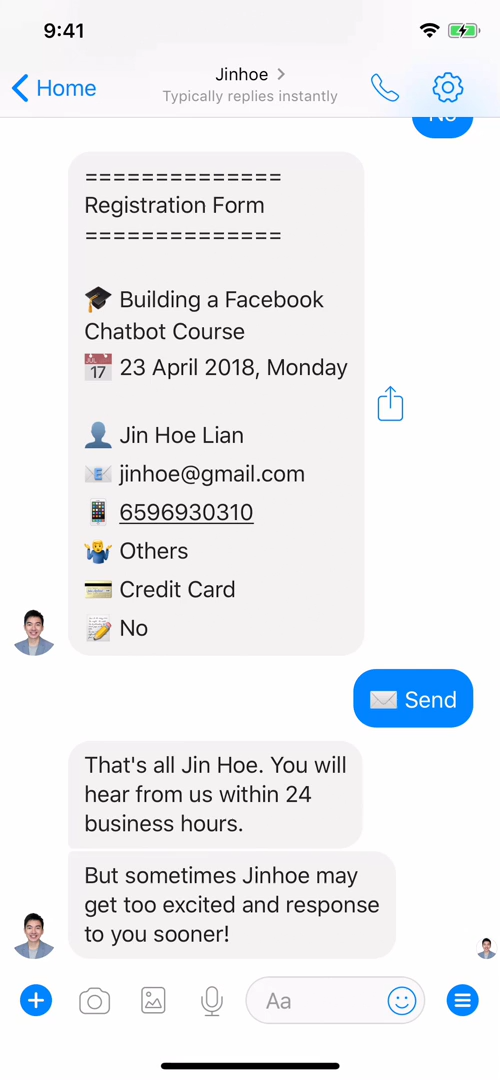 9:41
Home
Jinhoe
Typically replies instantly
No
==============
Registration Form
==============
🎓 Building a Facebook
Chatbot Course
📅 23 April 2018, Monday
👤 Jin Hoe Lian
📧 jinhoe@gmail.com
📱 6596930310
🤷‍♂️ Others
💳 Credit Card
📝 No
✉️ Send
That's all Jin Hoe. You will
hear from us within 24
business hours.
But sometimes Jinhoe may
get too excited and response
to you sooner!
Aa